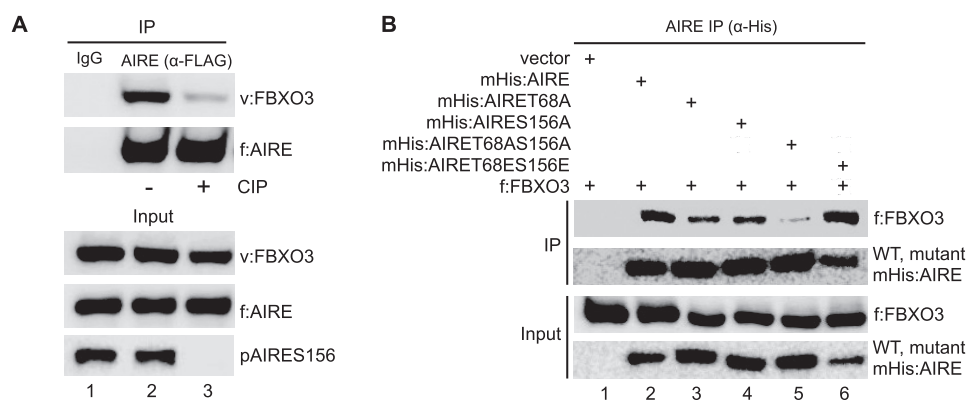 A
IP
IgG AIRE (α-FLAG)
v:FBXO3
f:AIRE
- + CIP
Input
v:FBXO3
f:AIRE
pAIRES156
1 2 3
B
AIRE IP (α-His)
vector +
mHis:AIRE +
mHis:AIRET68A +
mHis:AIRES156A +
mHis:AIRET68AS156A +
mHis:AIRET68ES156E +
f:FBXO3 + + + + + +
IP
f:FBXO3
WT, mutant
mHis:AIRE
Input
f:FBXO3
WT, mutant
mHis:AIRE
1 2 3 4 5 6